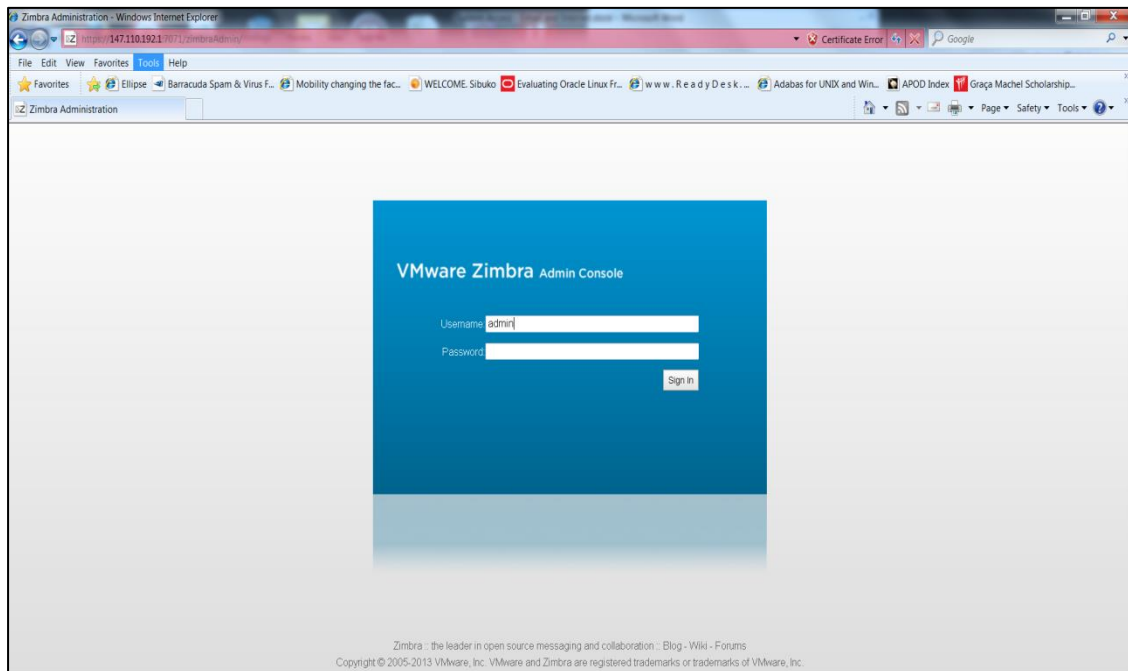 Zimbra Administration - Windows Internet Explorer
https://147.110.192.1:7071/zimbraAdmin/
Certificate Error
Google
File Edit View Favorites Tools Help
Favorites Ellipse Barracuda Spam & Virus F... Mobility changing the fac... WELCOME. Sibuko Evaluating Oracle Linux Fr... w w w . R e a d y D e s k .... Adabas for UNIX and Win... APOD Index Graça Machel Scholarship...
Zimbra Administration
Page Safety Tools
VMware Zimbra Admin Console
Username: admin
Password:
Sign In
Zimbra :: the leader in open source messaging and collaboration :: Blog - Wiki - Forums
Copyright © 2005-2013 VMware, Inc. VMware and Zimbra are registered trademarks or trademarks of VMware, Inc.